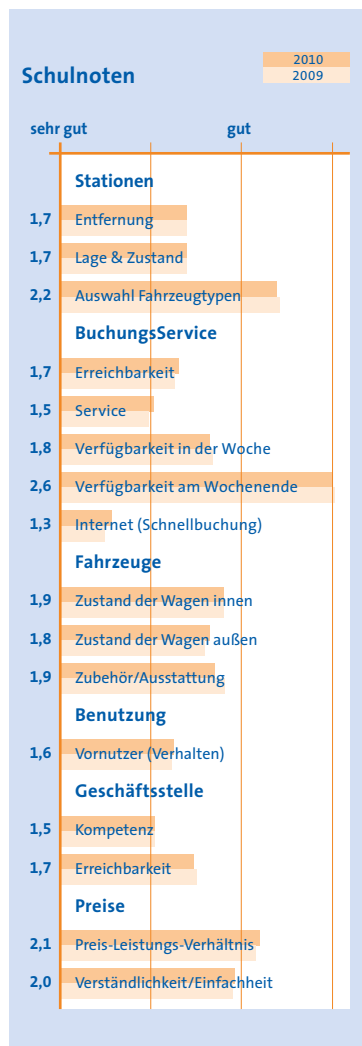 Schulnoten
2010
2009
sehr gut
gut
Stationen
1,7 Entfernung
1,7 Lage & Zustand
2,2 Auswahl Fahrzeugtypen
BuchungsService
1,7 Erreichbarkeit
1,5 Service
1,8 Verfügbarkeit in der Woche
2,6 Verfügbarkeit am Wochenende
1,3 Internet (Schnellbuchung)
Fahrzeuge
1,9 Zustand der Wagen innen
1,8 Zustand der Wagen außen
1,9 Zubehör/Ausstattung
Benutzung
1,6 Vornutzer (Verhalten)
Geschäftsstelle
1,5 Kompetenz
1,7 Erreichbarkeit
Preise
2,1 Preis-Leistungs-Verhältnis
2,0 Verständlichkeit/Einfachheit